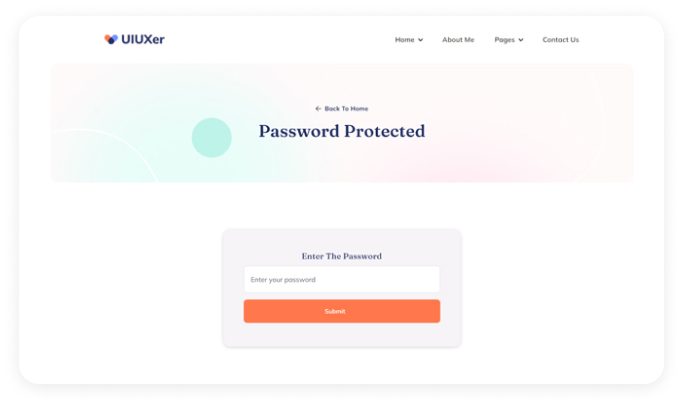 UIUXer
Home
About Me
Pages
Contact Us
Back To Home
Password Protected
Enter The Password
Enter your password
Submit